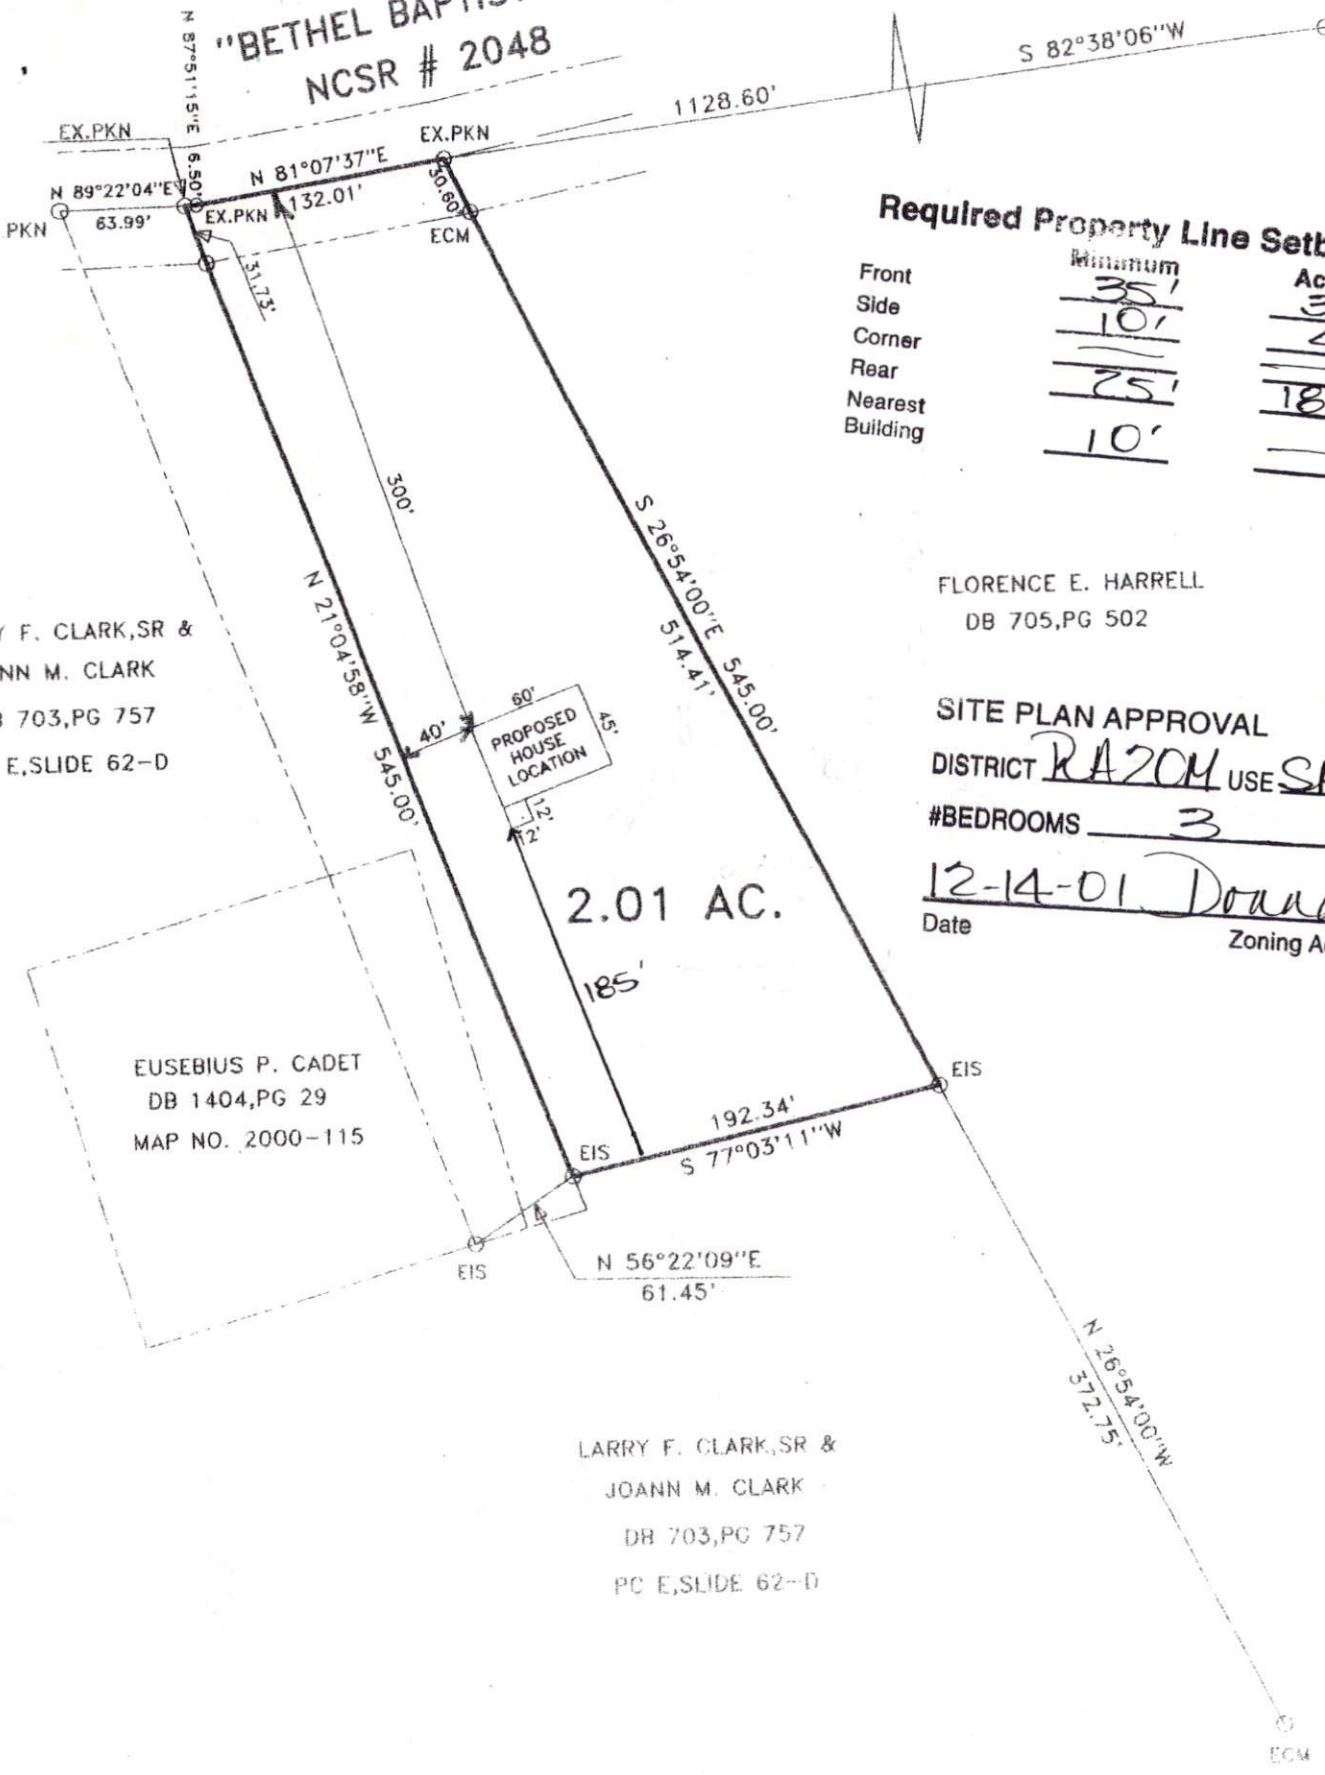 "BETHEL
NCSR # 2048
N 87°51'15"E 6.50'
S 82°38'06"W
1128.60'
EX.PKN
EX.PKN
N 81°07'37"E
132.01'
N 89°22'04"E
63.99'
PKN
EX.PKN
30.60'
ECM
31.73'
Required Property Line
Minimum
Front 35'
Side 10'
Corner
Rear 25'
Nearest
Building 10'
300'
S 26°54'00"E 545.00'
514.41'
N 21°04'58"W 545.00'
FLORENCE E. HARRELL
DB 705,PG 502
F. CLARK,SR &
M. CLARK
703,PG 757
E,SLIDE 62-D
40'
60'
45'
PROPOSED
HOUSE
LOCATION
12'
12'
SITE PLAN APPROVAL
DISTRICT RA20M USE
#BEDROOMS 3
12-14-01
Date
Zoning
2.01 AC.
185'
EUSEBIUS P. CADET
DB 1404,PG 29
MAP NO. 2000-115
EIS
192.34'
S 77°03'11"W
EIS
EIS
N 56°22'09"E
61.45'
N 26°54'00"W
372.75'
LARRY F. CLARK,SR &
JOANN M. CLARK
DB 703,PG 757
PC E,SLIDE 62-D
ECM